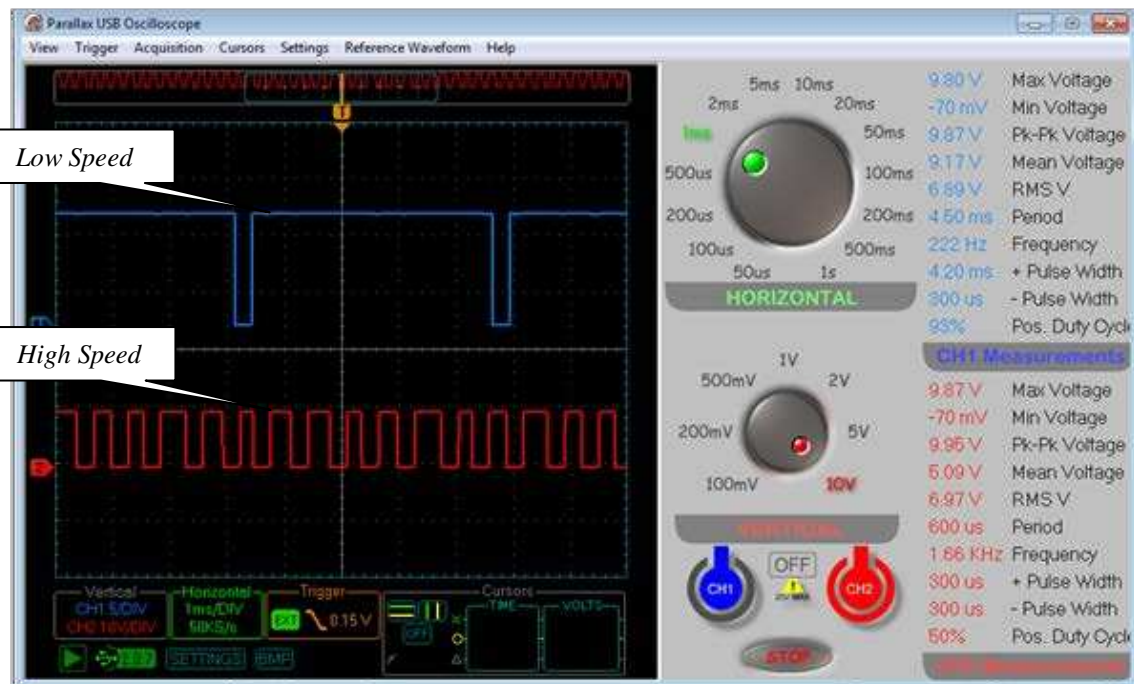 Parallax USB Oscilloscope
View Trigger Acquisition Cursors Settings Reference Waveform Help
Low Speed
High Speed
T
Vertical
CH1 5/DIV
CH2 10V/DIV
Horizontal
1ms/DIV
50KS/s
Trigger
EXT 0.15 V
Cursors
OFF
TIME
VOLTS
SETTINGS BMP
5ms 10ms
2ms 20ms
1ms 50ms
500us 100ms
200us 200ms
100us 500ms
50us 1s
HORIZONTAL
1V
500mV 2V
200mV 5V
100mV 10V
VERTICAL
CH1 OFF CH2
STOP
9.80 V Max Voltage
-70 mV Min Voltage
9.87 V Pk-Pk Voltage
9.17 V Mean Voltage
6.89 V RMS V
4.50 ms Period
222 Hz Frequency
4.20 ms + Pulse Width
300 us - Pulse Width
93% Pos. Duty Cycle
CH1 Measurements
9.87 V Max Voltage
-70 mV Min Voltage
9.95 V Pk-Pk Voltage
5.09 V Mean Voltage
6.97 V RMS V
600 us Period
1.66 KHz Frequency
300 us + Pulse Width
300 us - Pulse Width
50% Pos. Duty Cycle